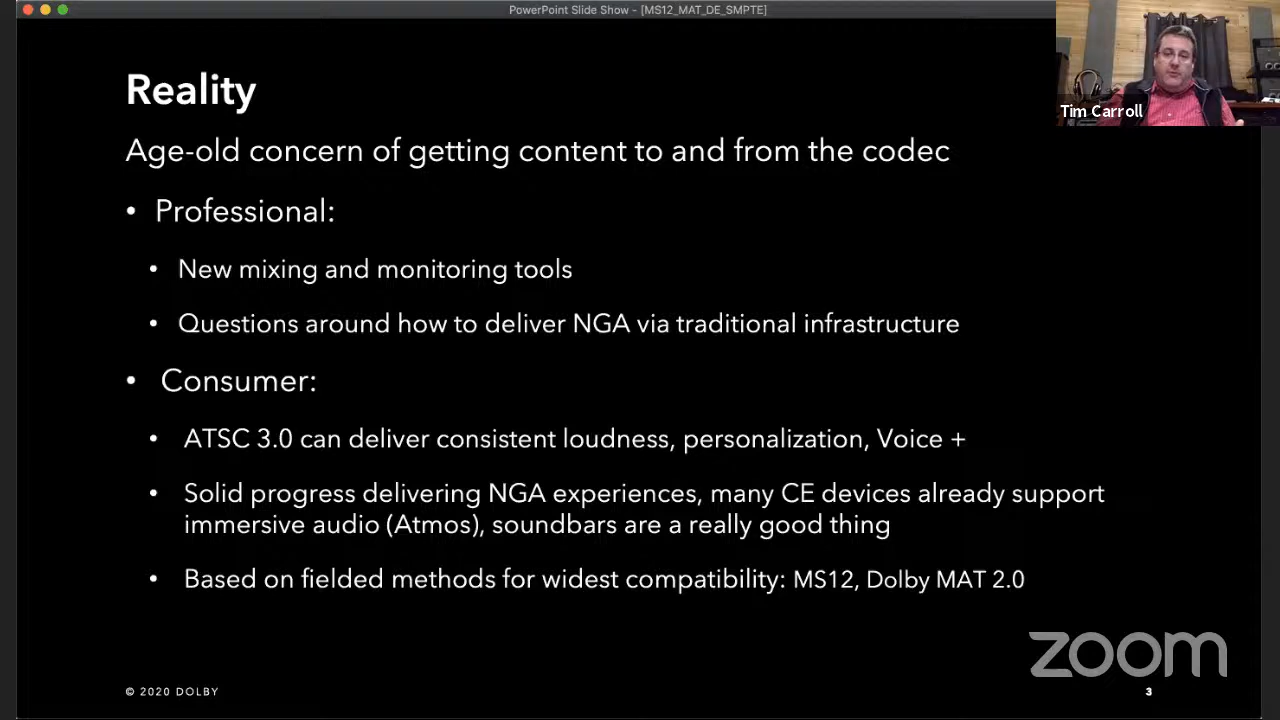 PowerPoint Slide Show - [MS12_MAT_DE_SMPTE]
Tim Carroll
Reality
Age-old concern of getting content to and from the codec
• Professional:
• New mixing and monitoring tools
• Questions around how to deliver NGA via traditional infrastructure
• Consumer:
• ATSC 3.0 can deliver consistent loudness, personalization, Voice +
• Solid progress delivering NGA experiences, many CE devices already support
immersive audio (Atmos), soundbars are a really good thing
• Based on fielded methods for widest compatibility: MS12, Dolby MAT 2.0
zoom
© 2020 DOLBY
3